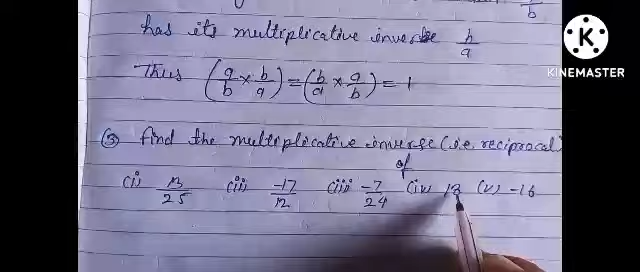 b
has its multiplicative inverse b/a
KINEMASTER
Thus (a/b × b/a) = (b/a × a/b) = 1
③ Find the multiplicative inverse (i.e. reciprocal)
of
(i) 13/25 (ii) -17/12 (iii) -7/24 (iv) 18 (v) -16